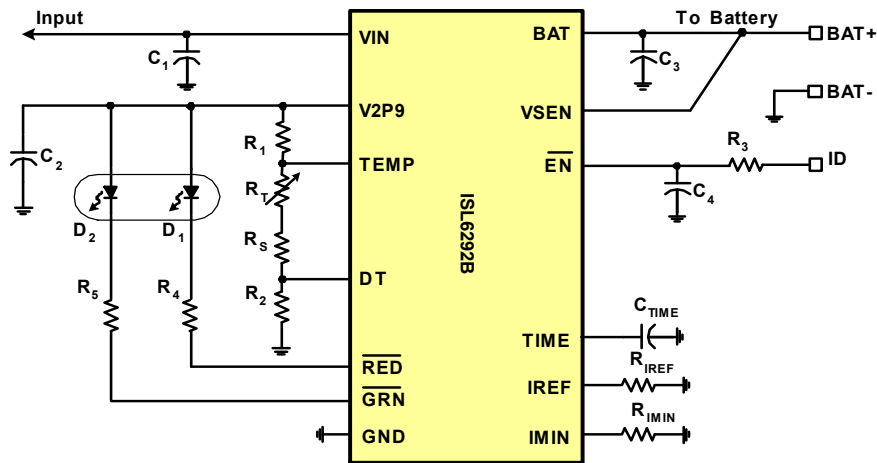 Input
To Battery
VIN
BAT
BAT+
C1
C3
V2P9
VSEN
BAT-
C2
R1
TEMP
EN
R3
ID
RT
C4
D2
D1
RS
ISL6292B
R5
R4
R2
DT
CTIME
TIME
RED
RIREF
IREF
GRN
RIMIN
GND
IMIN